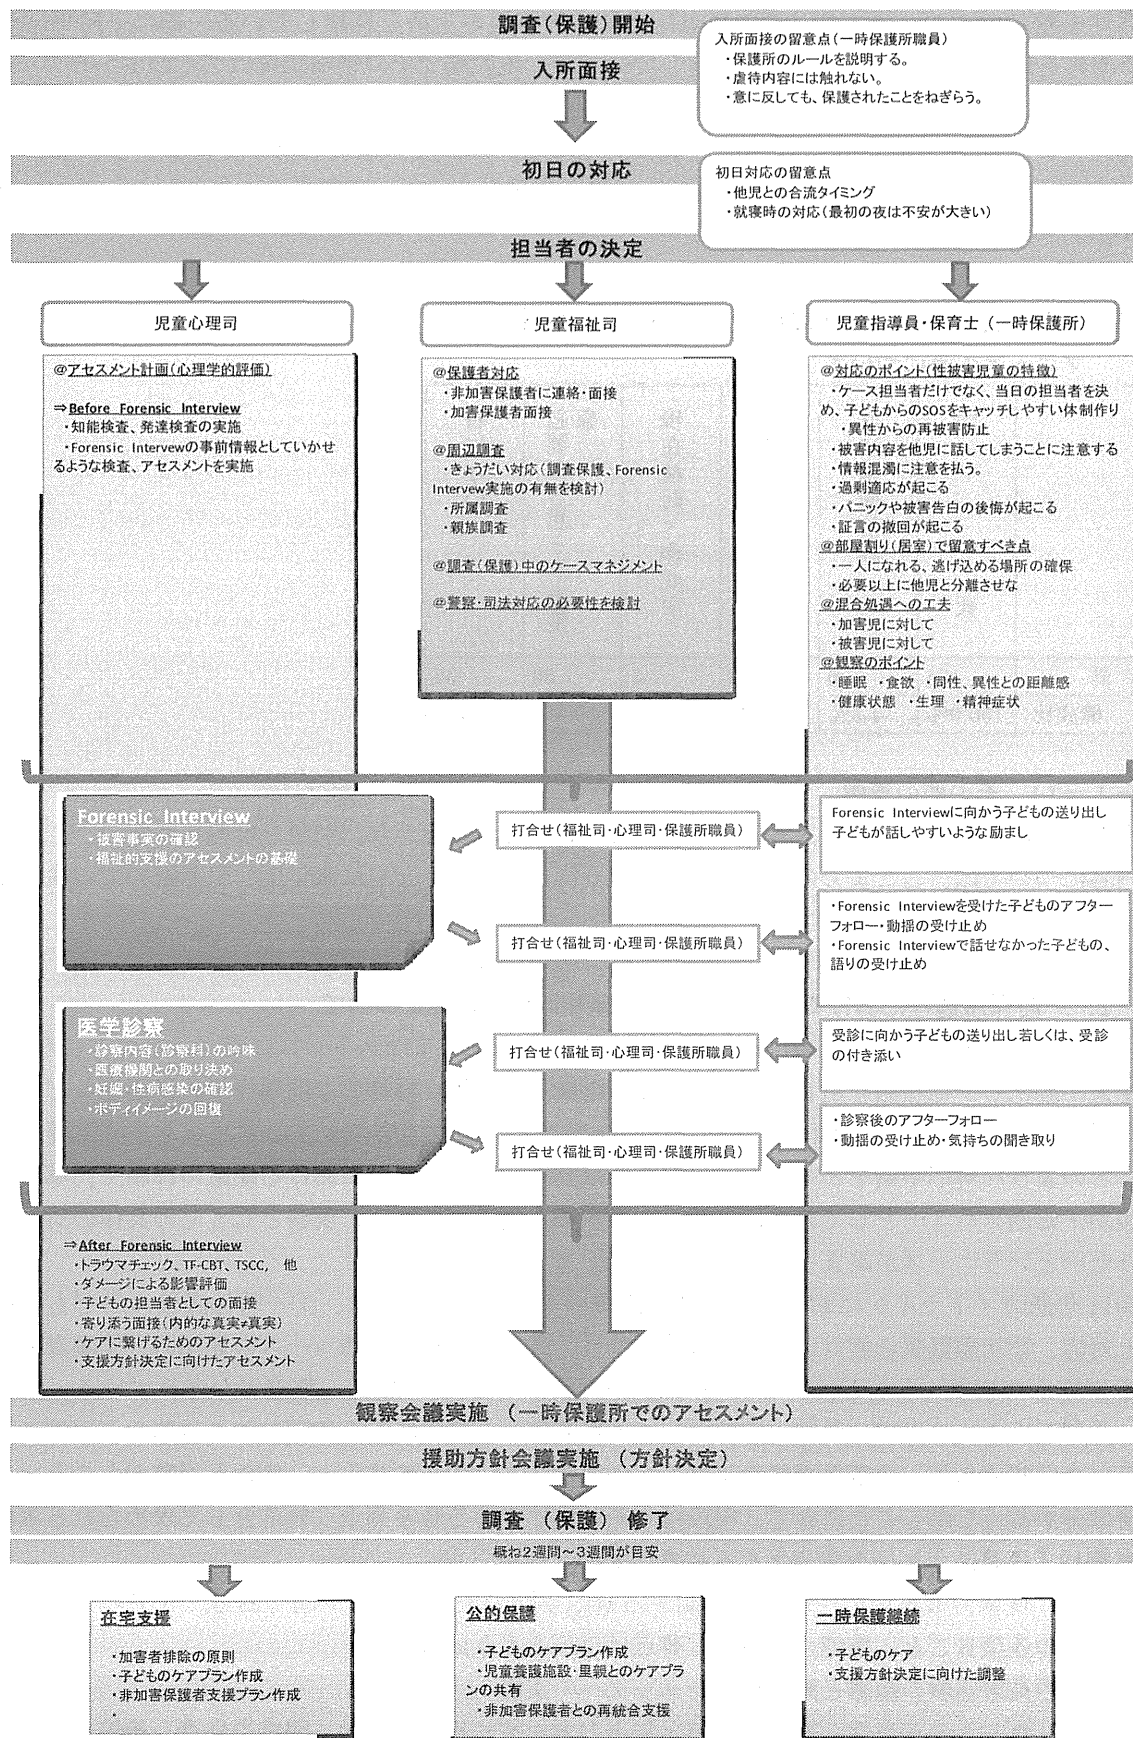 調査(保護)開始
入所面接の留意点(一時保護所職員)
・保護所のルールを説明する。
・虐待内容には触れない。
・意に反しても、保護されたことをねぎらう。
入所面接
初日の対応
初日対応の留意点
・他児との合流タイミング
・就寝時の対応(最初の夜は不安が大きい)
担当者の決定
児童心理司
@アセスメント計画(心理学的評価)
⇒Before Forensic Interview
・知能検査、発達検査の実施
・Forensic Intervewの事前情報としていかせ
るような検査、アセスメントを実施
児童福祉司
@保護者対応
・非加害保護者に連絡・面接
・加害保護者面接
@周辺調査
・きょうだい対応(調査保護、Forensic
Intervew実施の有無を検討)
・所属調査
・親族調査
@調査(保護)中のケースマネジメント
@警察・司法対応の必要性を検討
児童指導員・保育士(一時保護所)
@対応のポイント(性被害児童の特徴)
・ケース担当者だけでなく、当日の担当者を決
め、子どもからのSOSをキャッチしやすい体制作り
・異性からの再被害防止
・被害内容を他児に話してしまうことに注意する
・情報混濁に注意を払う。
・過剰適応が起こる
・パニックや被害告白の後悔が起こる
・証言の撤回が起こる
@部屋割り(居室)で留意すべき点
・一人になれる、逃げ込める場所の確保
・必要以上に他児と分離させな
@混合処遇への工夫
・加害児に対して
・被害児に対して
@観察のポイント
・睡眠 ・食欲 ・同性、異性との距離感
・健康状態 ・生理 ・精神症状
Forensic Interview
・被害事実の確認
・福祉的支援のアセスメントの基礎
打合せ(福祉司・心理司・保護所職員)
Forensic Interviewに向かう子どもの送り出し
子どもが話しやすいような励まし
打合せ(福祉司・心理司・保護所職員)
・Forensic Interviewを受けた子どものアフター
フォロー・動揺の受け止め
・Forensic Interviewで話せなかった子どもの、
語りの受け止め
医学診察
・診察内容(診察科)の吟味
・医療機関との取り決め
・妊娠・性病感染の確認
・ボディイメージの回復
打合せ(福祉司・心理司・保護所職員)
受診に向かう子どもの送り出し若しくは、受診
の付き添い
打合せ(福祉司・心理司・保護所職員)
・診察後のアフターフォロー
・動揺の受け止め・気持ちの聞き取り
⇒After Forensic Interview
・トラウマチェック、TF-CBT、TSCC, 他
・ダメージによる影響評価
・子どもの担当者としての面接
・寄り添う面接(内的な真実≠真実)
・ケアに繋げるためのアセスメント
・支援方針決定に向けたアセスメント
観察会議実施 (一時保護所でのアセスメント)
援助方針会議実施 (方針決定)
調査 (保護) 修了
概ね2週間~3週間が目安
在宅支援
・加害者排除の原則
・子どものケアプラン作成
・非加害保護者支援プラン作成
・
公的保護
・子どものケアプラン作成
・児童養護施設・里親とのケアプラ
ンの共有
・非加害保護者との再統合支援
一時保護継続
・子どものケア
・支援方針決定に向けた調整